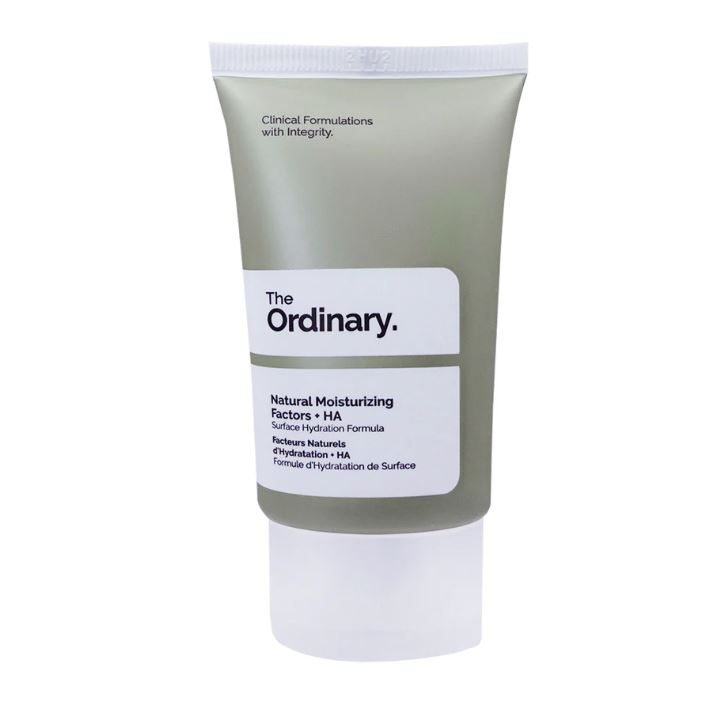 Clinical Formulations
with Integrity.
The
Ordinary.
Natural Moisturizing
Factors + HA
Surface Hydration Formula
Facteurs Naturels
d'Hydratation + HA
Formule d'Hydratation de Surface